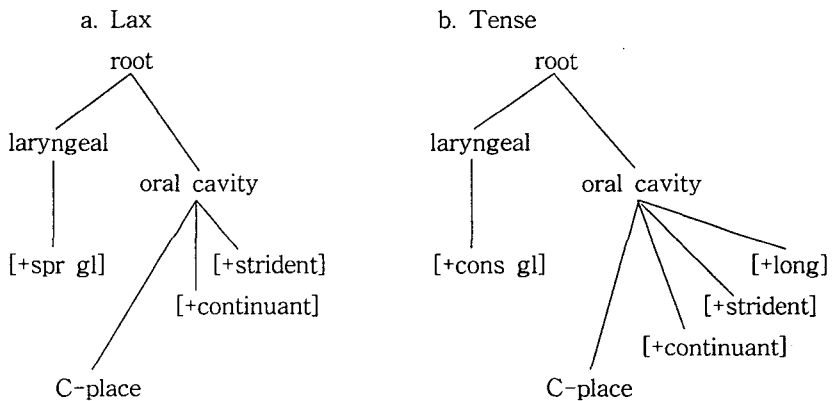 a. Lax
b. Tense
root
root
laryngeal
laryngeal
oral cavity
oral cavity
[+spr gl]
[+strident]
[+cons gl]
[+long]
[+continuant]
[+strident]
[+continuant]
C-place
C-place